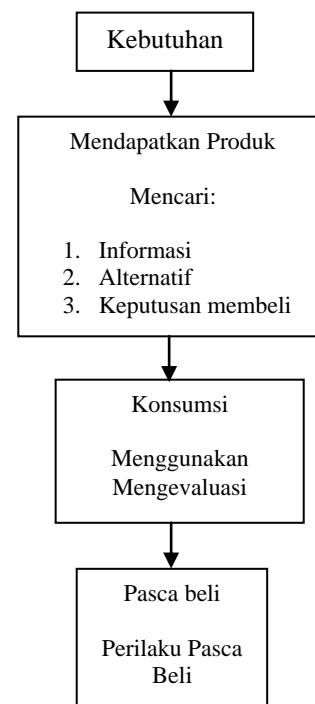 Kebutuhan
Mendapatkan Produk
Mencari:
1. Informasi
2. Alternatif
3. Keputusan membeli
Konsumsi
Menggunakan
Mengevaluasi
Pasca beli
Perilaku Pasca
Beli